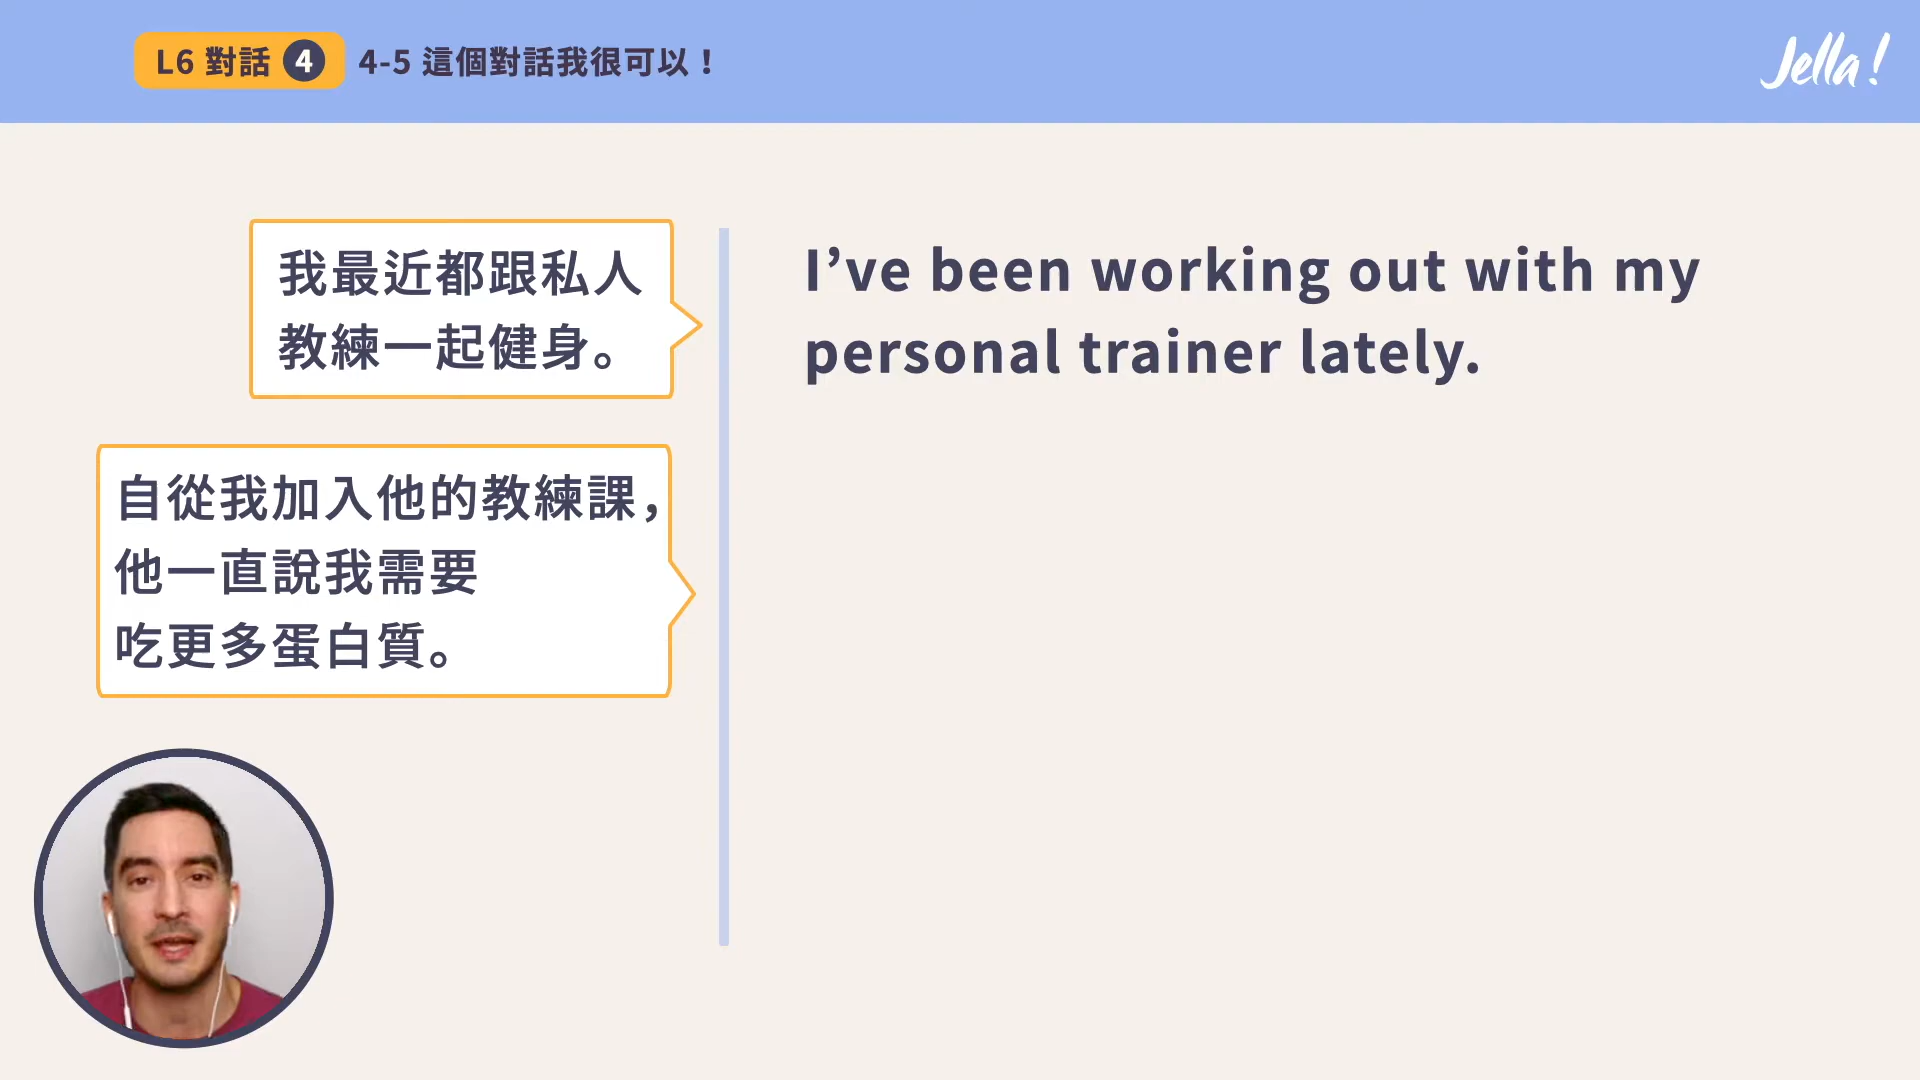 L6 對話 4 4-5 這個對話我很可以！
Jella!
我最近都跟私人
教練一起健身。
I’ve been working out with my
personal trainer lately.
自從我加入他的教練課，
他一直說我需要
吃更多蛋白質。